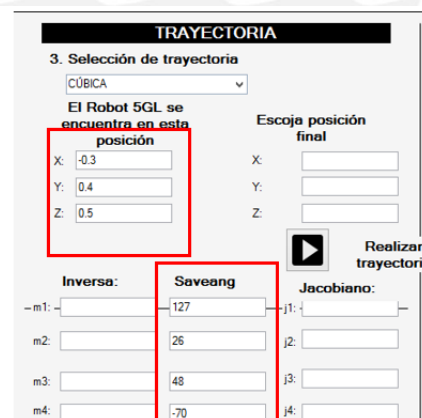 TRAYECTORIA
3. Selección de trayectoria
CÚBICA
El Robot 5GL se
encuentra en esta
posición
Escoja posición
final
X: -0.3 X:
Y: 0.4 Y:
Z: 0.5 Z:
Realizar
trayectori
Inversa: Saveang Jacobiano:
m1: 127 j1:
m2: 26 j2:
m3: 48 j3:
m4: -70 j4: